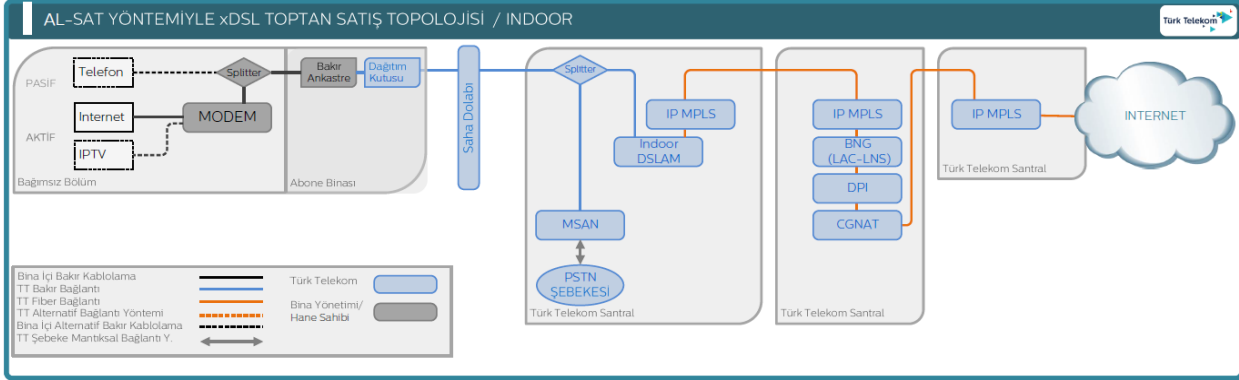 AL-SAT YÖNTEMİYLE xDSL TOPTAN SATIŞ TOPOLOJİSİ / INDOOR
Türk Telekom
PASİF
Telefon
Splitter
AKTİF
Internet
MODEM
IPTV
Bağımsız Bölüm
Bakır
Ankastre
Dağıtım
Kutusu
Abone Binası
Saha Dolabı
Splitter
IP MPLS
Indoor
DSLAM
MSAN
PSTN
ŞEBEKESİ
Türk Telekom Santral
IP MPLS
BNG
(LAC-LNS)
DPI
CGNAT
Türk Telekom Santral
IP MPLS
Türk Telekom Santral
INTERNET
Bina İçi Bakır Kablolama
TT Bakır Bağlantı
TT Fiber Bağlantı
TT Alternatif Bağlantı Yöntemi
Bina İçi Alternatif Bakır Kablolama
TT Şebeke Mantıksal Bağlantı Y.
Türk Telekom
Bina Yönetimi/
Hane Sahibi